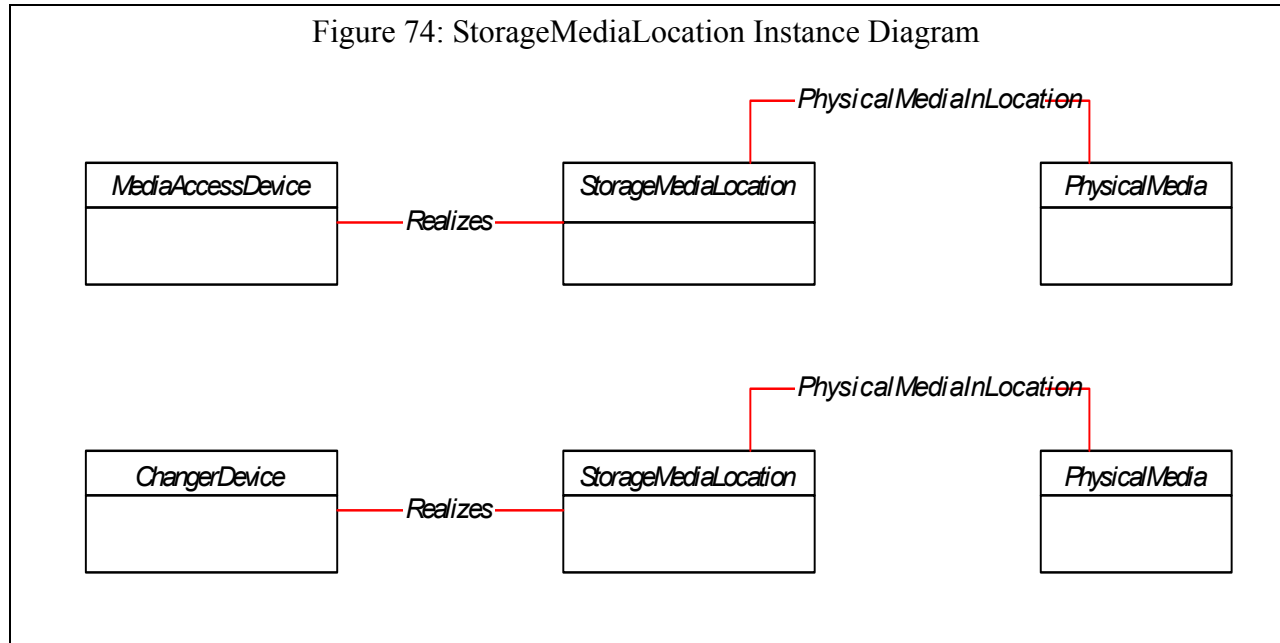 Figure 74: StorageMediaLocation Instance Diagram
PhysicalMediaInLocation
MediaAccessDevice
StorageMediaLocation
PhysicalMedia
Realizes
PhysicalMediaInLocation
ChangerDevice
StorageMediaLocation
PhysicalMedia
Realizes